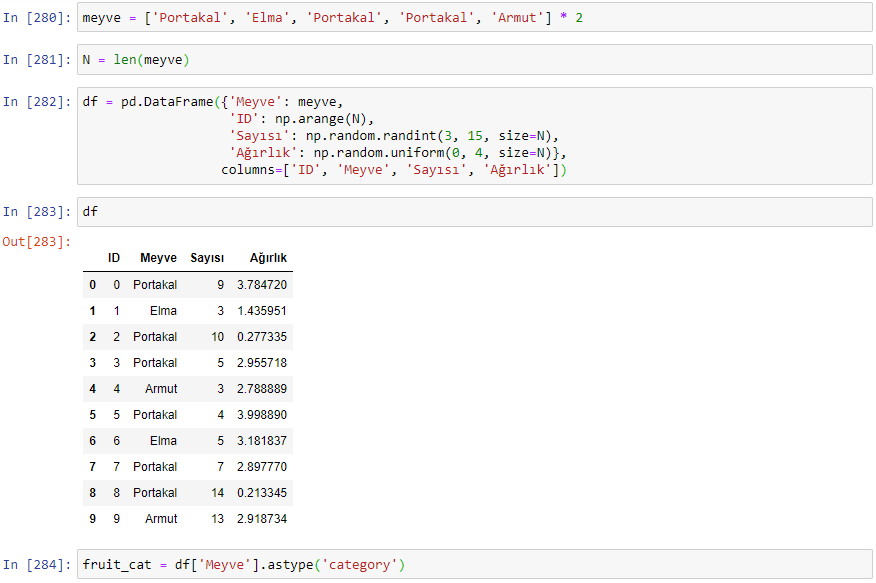 In [280]: meyve = ['Portakal', 'Elma', 'Portakal', 'Portakal', 'Armut'] * 2
In [281]: N = len(meyve)
In [282]: df = pd.DataFrame({'Meyve': meyve,
'ID': np.arange(N),
'Sayısı': np.random.randint(3, 15, size=N),
'Ağırlık': np.random.uniform(0, 4, size=N)},
columns=['ID', 'Meyve', 'Sayısı', 'Ağırlık'])
In [283]: df
Out[283]:
ID Meyve Sayısı Ağırlık
0 0 Portakal 9 3.784720
1 1 Elma 3 1.435951
2 2 Portakal 10 0.277335
3 3 Portakal 5 2.955718
4 4 Armut 3 2.788889
5 5 Portakal 4 3.998890
6 6 Elma 5 3.181837
7 7 Portakal 7 2.897770
8 8 Portakal 14 0.213345
9 9 Armut 13 2.918734
In [284]: fruit_cat = df['Meyve'].astype('category')